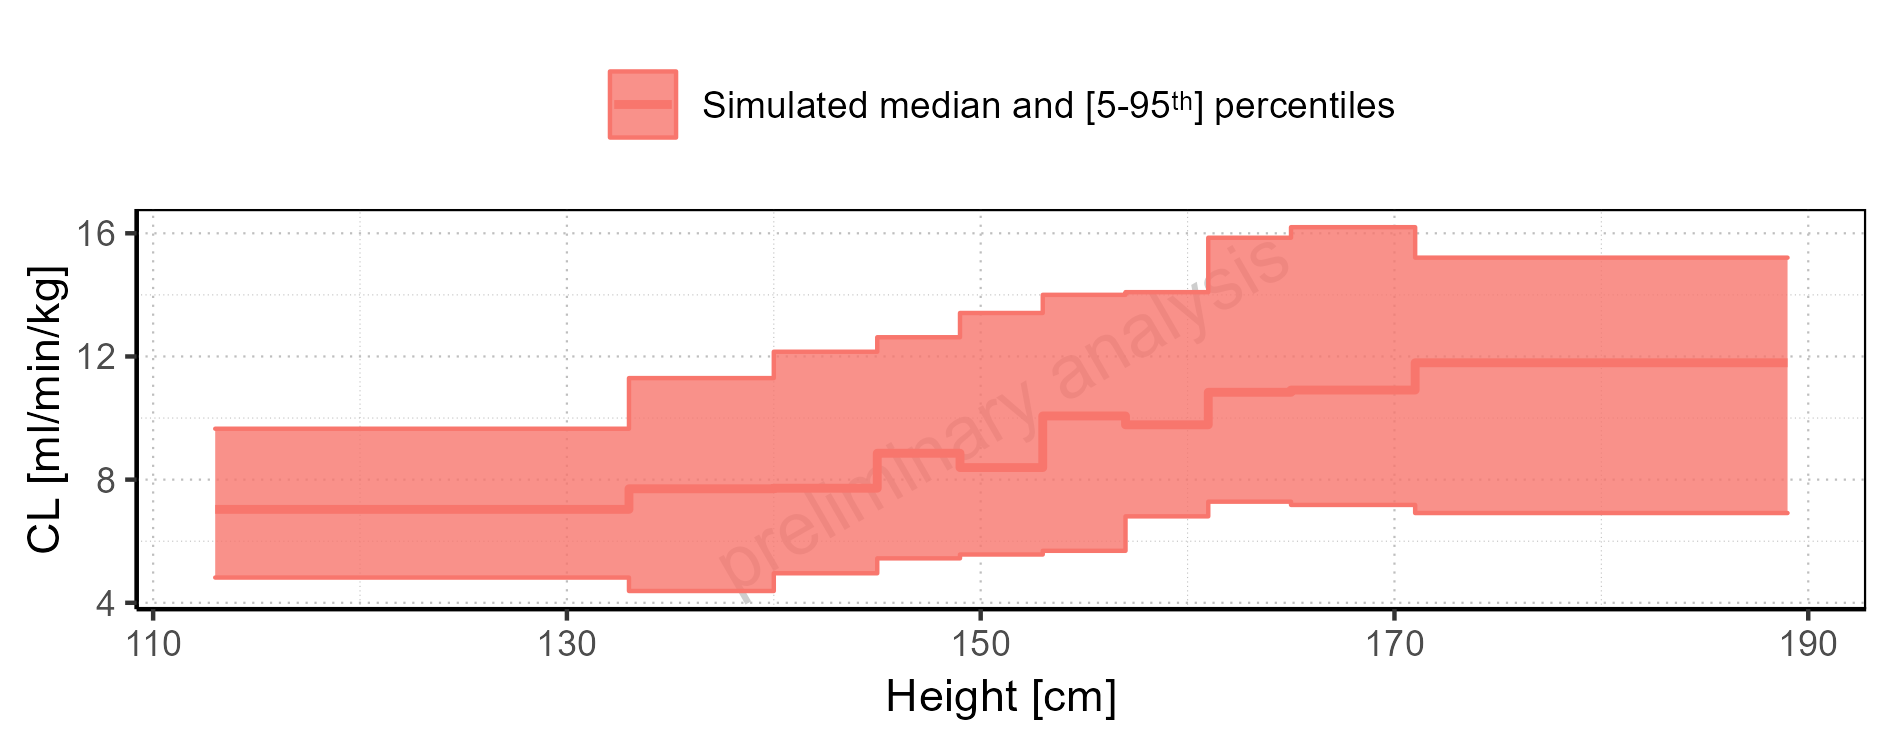 Simulated median and [5-95th] percentiles
16
12
8
4
CL [ml/min/kg]
preliminary analysis
110 130 150 170 190
Height [cm]